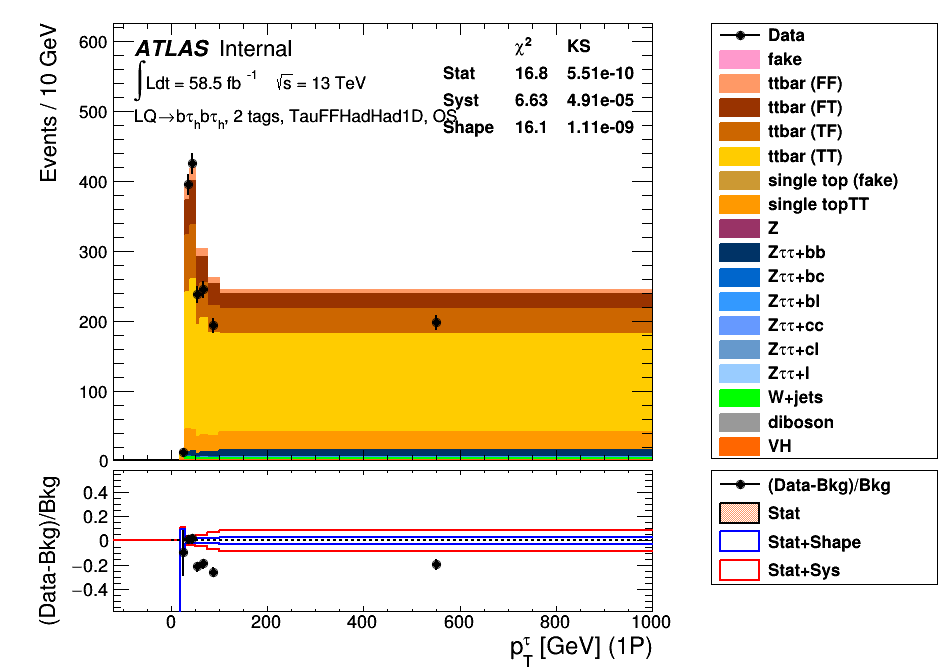 ATLAS Internal
∫Ldt = 58.5 fb⁻¹ √s = 13 TeV
LQ→bτₕbτₕ, 2 tags, TauFFHadHad1D, OS
χ² KS
Stat 16.8 5.51e-10
Syst 6.63 4.91e-05
Shape 16.1 1.11e-09
Events / 10 GeV
600
500
400
300
200
100
0
Data
fake
ttbar (FF)
ttbar (FT)
ttbar (TF)
ttbar (TT)
single top (fake)
single topTT
Z
Zττ+bb
Zττ+bc
Zττ+bl
Zττ+cc
Zττ+cl
Zττ+l
W+jets
diboson
VH
(Data-Bkg)/Bkg
0.4
0.2
0
−0.2
−0.4
0 200 400 600 800 1000
p_T^τ [GeV] (1P)
(Data-Bkg)/Bkg
Stat
Stat+Shape
Stat+Sys